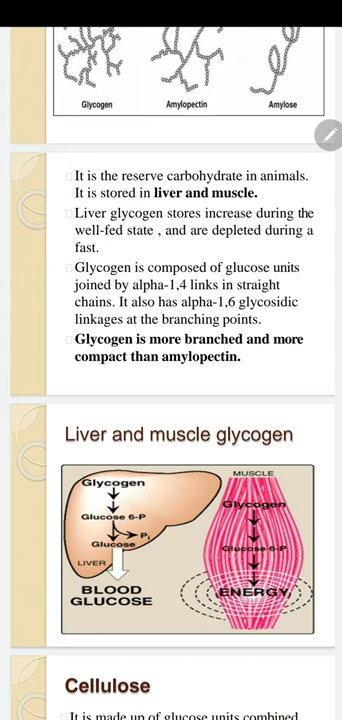 Glycogen Amylopectin Amylose
It is the reserve carbohydrate in animals.
It is stored in liver and muscle.
Liver glycogen stores increase during the
well-fed state , and are depleted during a
fast.
Glycogen is composed of glucose units
joined by alpha-1,4 links in straight
chains. It also has alpha-1,6 glycosidic
linkages at the branching points.
Glycogen is more branched and more
compact than amylopectin.
Liver and muscle glycogen
Glycogen
Glucose 6-P
Pi
Glucose
LIVER
BLOOD
GLUCOSE
MUSCLE
Glycogen
Glucose 6-P
ENERGY
Cellulose
It is made up of glucose units combined